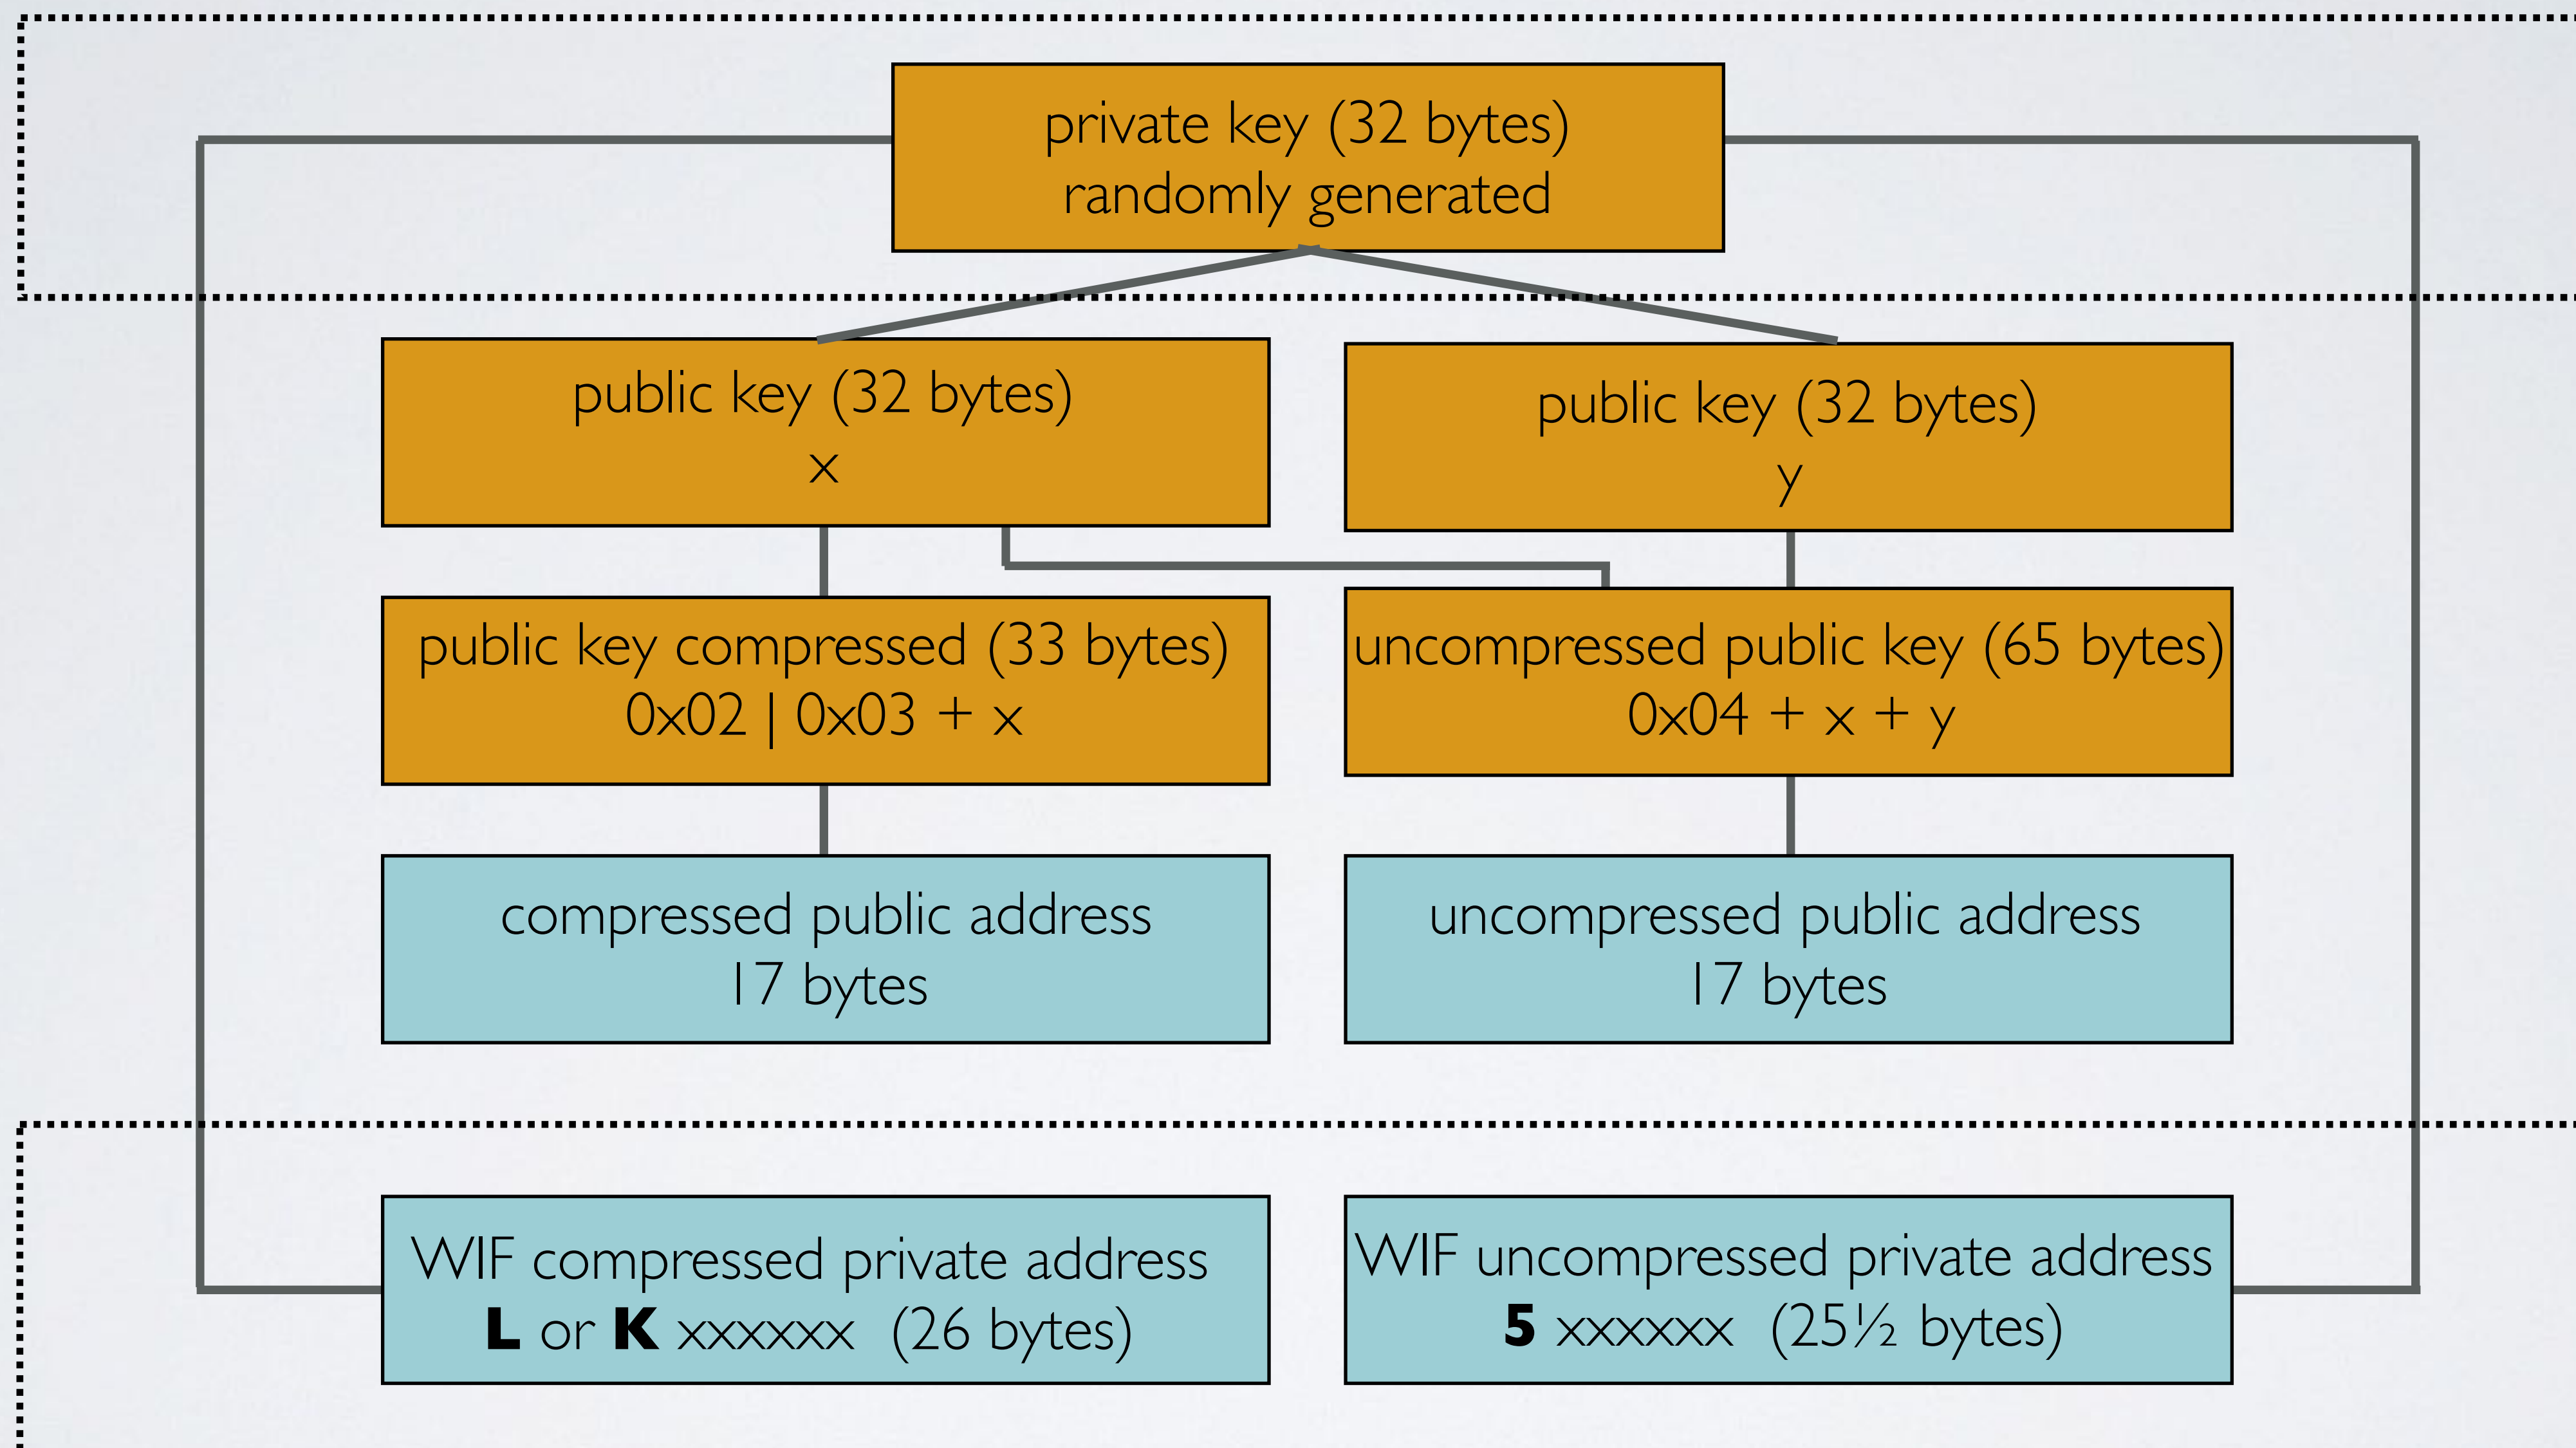 private key (32 bytes)
randomly generated
public key (32 bytes)
x
public key (32 bytes)
y
public key compressed (33 bytes)
0x02 | 0x03 + x
uncompressed public key (65 bytes)
0x04 + x + y
compressed public address
17 bytes
uncompressed public address
17 bytes
WIF compressed private address
L or K xxxxxx (26 bytes)
WIF uncompressed private address
5 xxxxxx (25½ bytes)